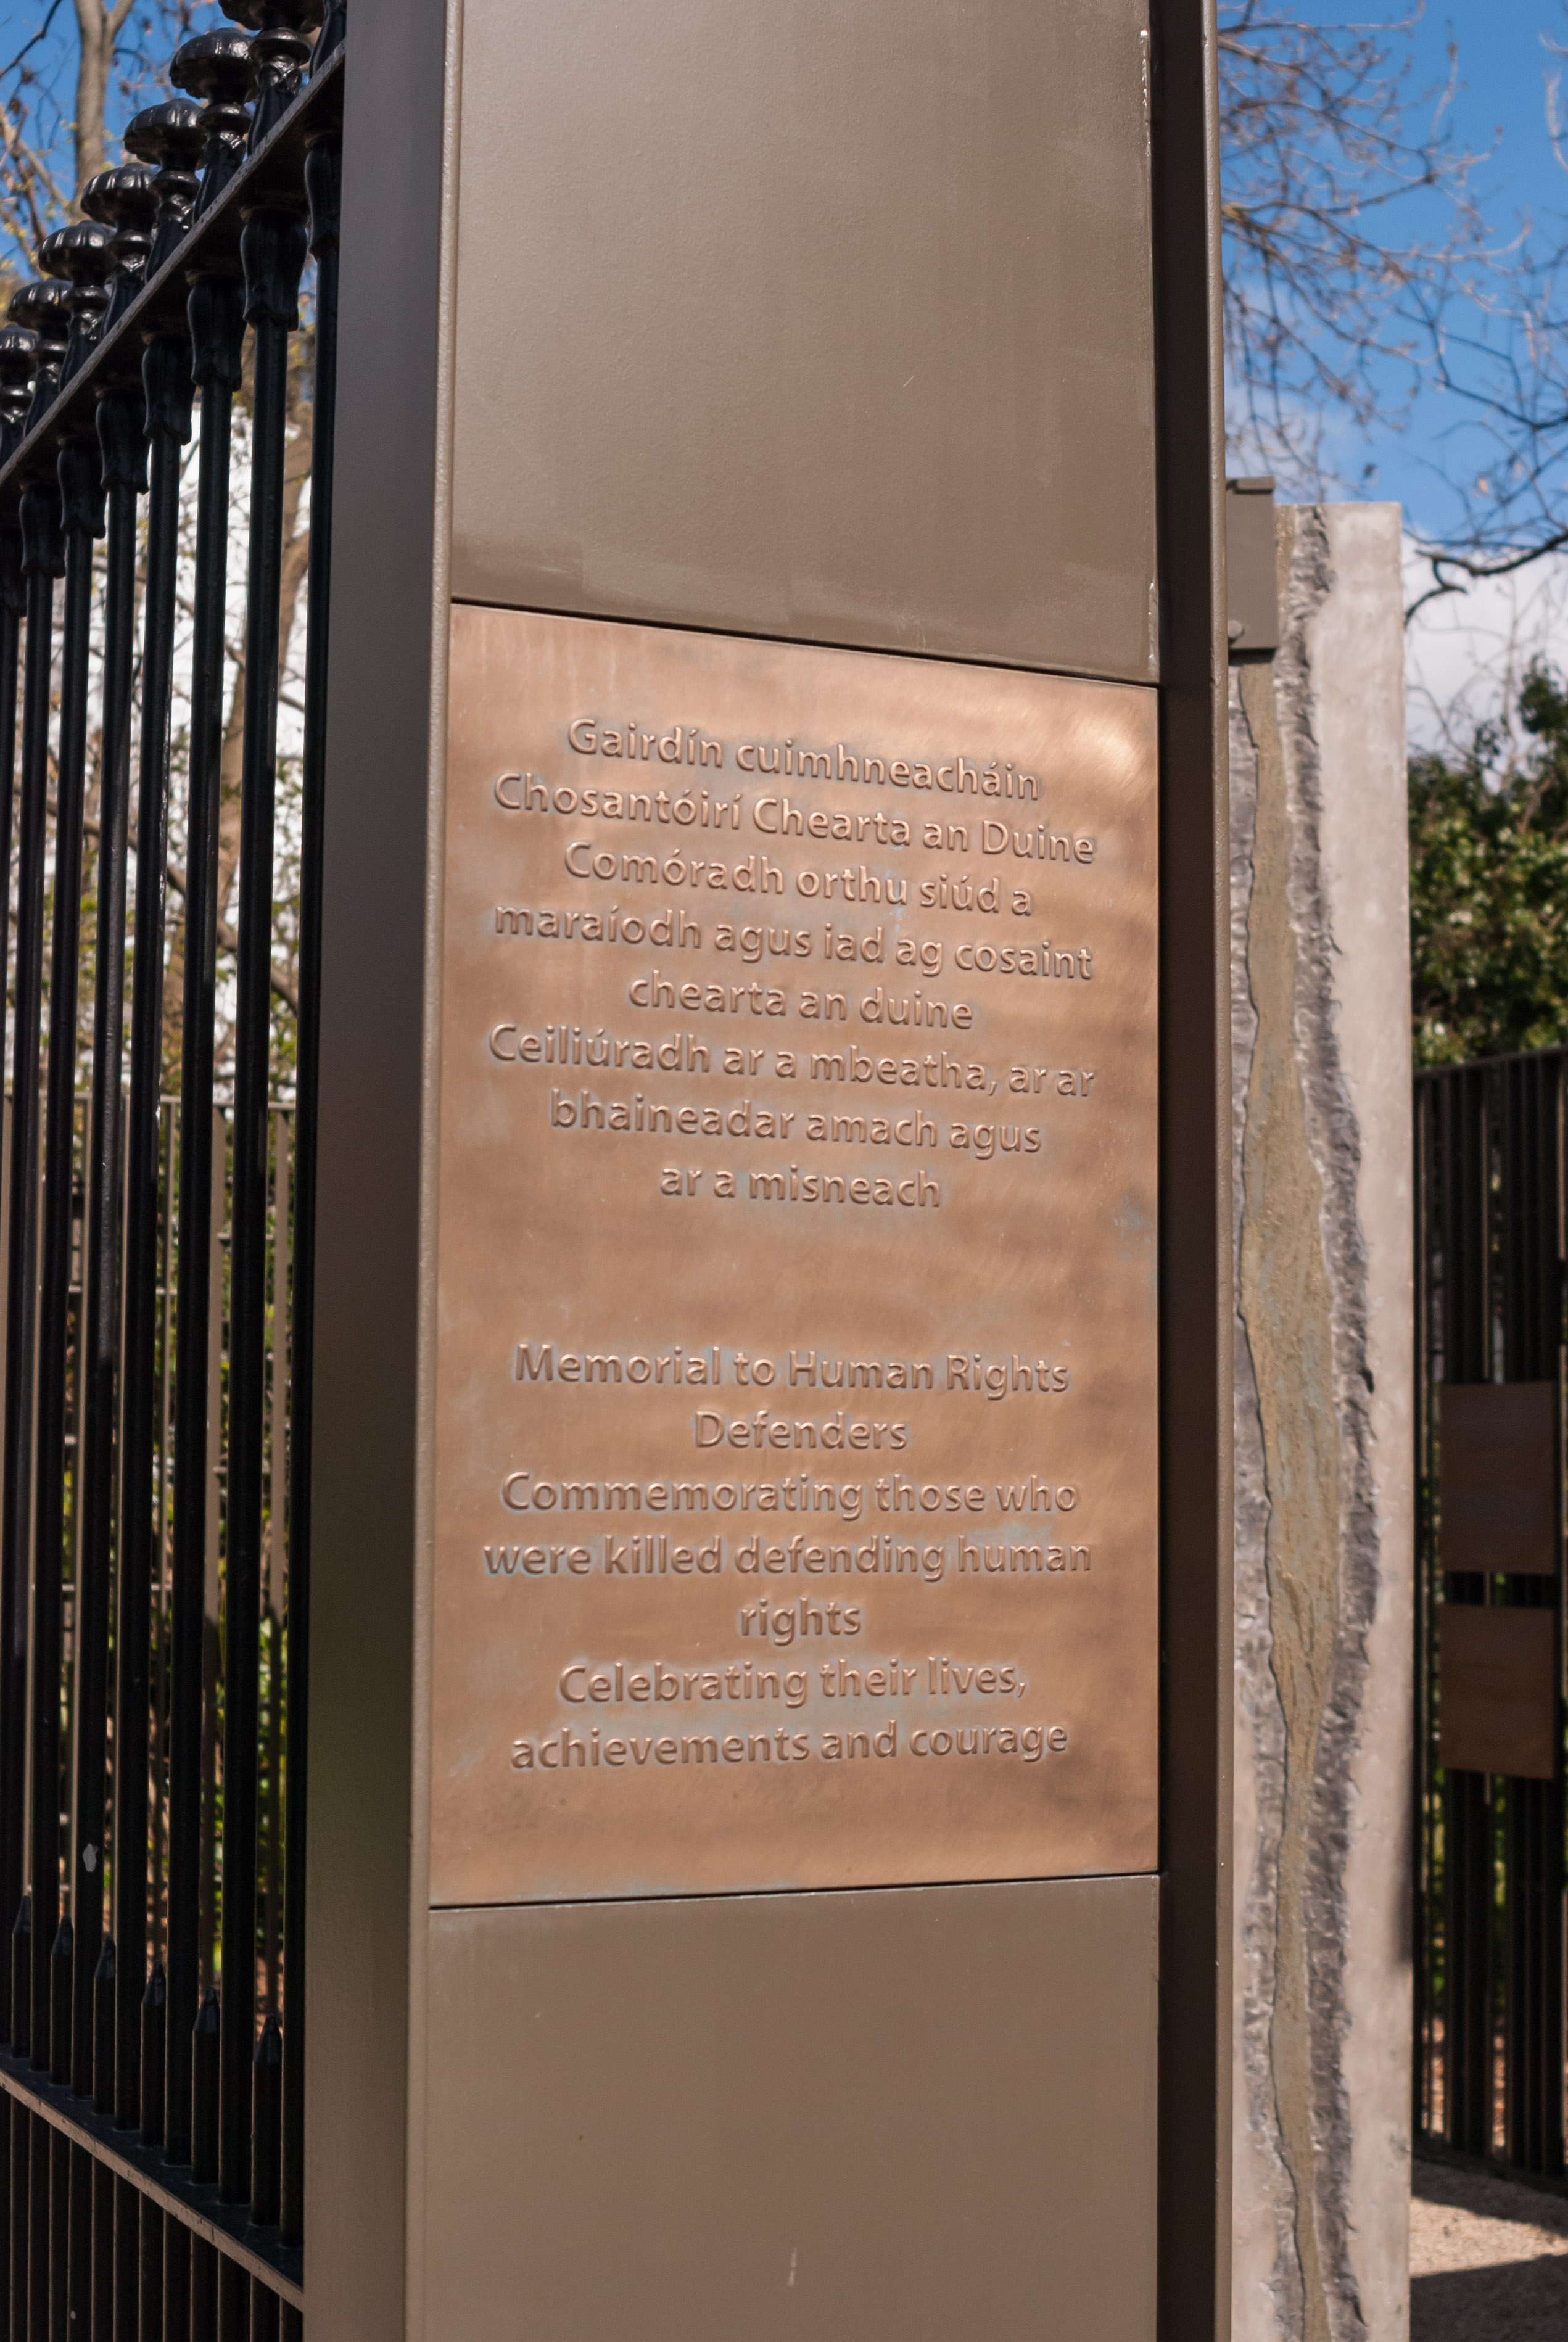 Gairdín cuimhneacháin
Chosantóirí Chearta an Duine
Comóradh orthu siúd a
maraíodh agus iad ag cosaint
chearta an duine
Ceiliúradh ar a mbeatha, ar ar
bhaineadar amach agus
ar a misneach
Memorial to Human Rights
Defenders
Commemorating those who
were killed defending human
rights
Celebrating their lives,
achievements and courage